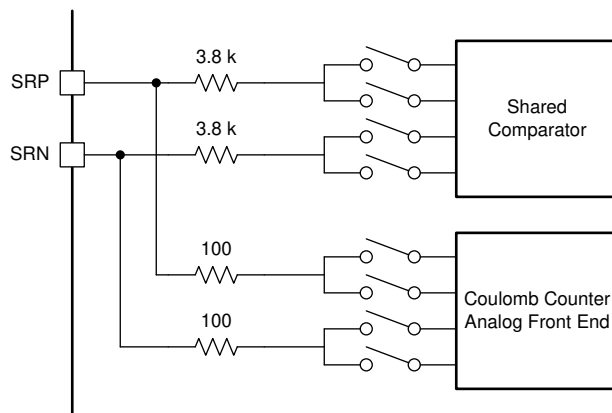 SRP
3.8 k
SRN
3.8 k
Shared
Comparator
100
100
Coulomb Counter
Analog Front End